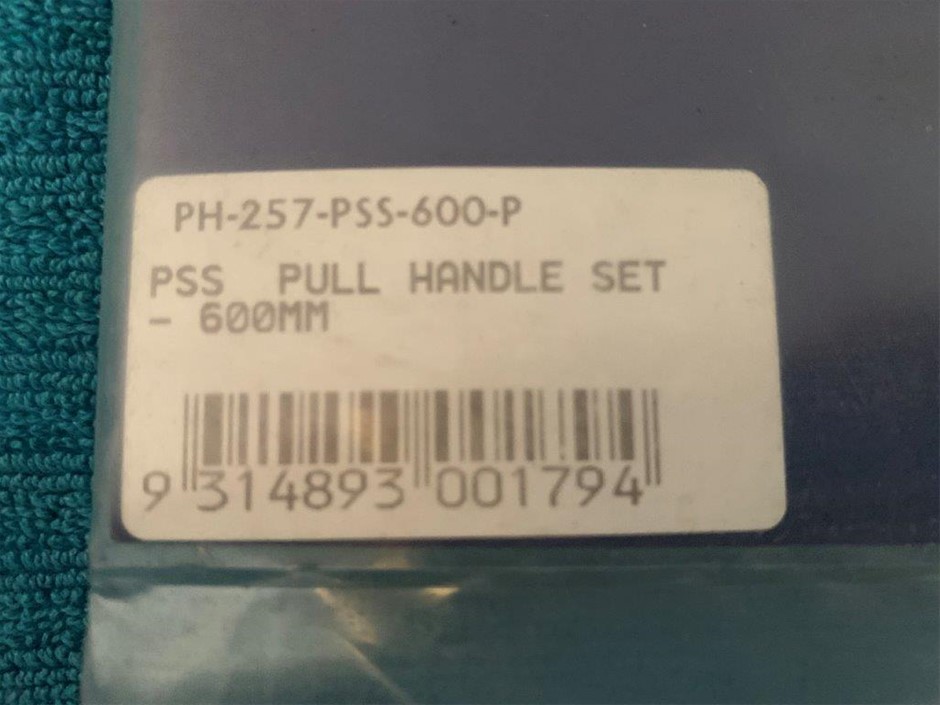 PH-257-PSS-600-P
PSS PULL HANDLE SET
- 600MM
9 314893 001794